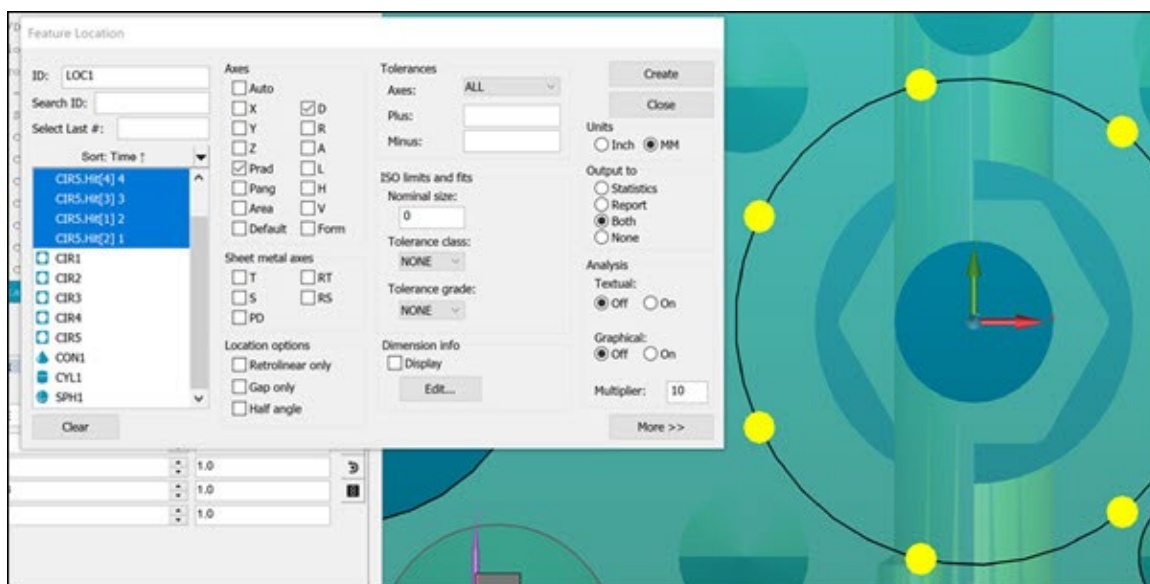 Feature Location
ID: LOC1
Search ID:
Select Last #:
Sort: Time ↑
CIR5.Hit[4] 4
CIR5.Hit[3] 3
CIR5.Hit[1] 2
CIR5.Hit[2] 1
CIR1
CIR2
CIR3
CIR4
CIR5
CON1
CYL1
SPH1
Clear
Axes
Auto
X D
Y R
Z A
Prad L
Pang H
Area V
Default Form
Sheet metal axes
T RT
S RS
PD
Location options
Retrolinear only
Gap only
Half angle
Tolerances
Axes: ALL
Plus:
Minus:
ISO limits and fits
Nominal size:
0
Tolerance class:
NONE
Tolerance grade:
NONE
Dimension info
Display
Edit...
Create
Close
Units
Inch MM
Output to
Statistics
Report
Both
None
Analysis
Textual:
Off On
Graphical:
Off On
Multiplier: 10
More >>
1.0
1.0
1.0